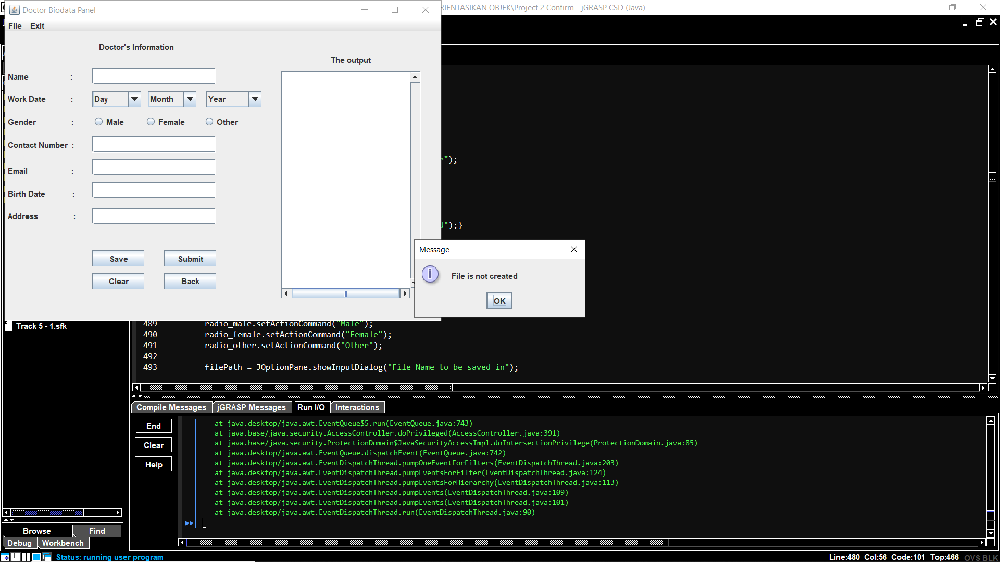 Doctor Biodata Panel
RIENTASIKAN OBJEK\Project 2 Confirm - jGRASP CSD (Java)
File Exit
Doctor's Information
The output
Name :
Work Date : Day Month Year
Gender : Male Female Other
Contact Number :
Email :
Birth Date :
Address :
Save Submit
Clear Back
e");
d");}
Message
File is not created
OK
Track 5 - 1.sfk
489 radio_male.setActionCommand("Male");
490 radio_female.setActionCommand("Female");
491 radio_other.setActionCommand("Other");
492
493 filePath = JOptionPane.showInputDialog("File Name to be saved in");
Compile Messages jGRASP Messages Run I/O Interactions
End
Clear
Help
at java.desktop/java.awt.EventQueue$5.run(EventQueue.java:743)
at java.base/java.security.AccessController.doPrivileged(AccessController.java:391)
at java.base/java.security.ProtectionDomain$JavaSecurityAccessImpl.doIntersectionPrivilege(ProtectionDomain.java:85)
at java.desktop/java.awt.EventQueue.dispatchEvent(EventQueue.java:742)
at java.desktop/java.awt.EventDispatchThread.pumpOneEventForFilters(EventDispatchThread.java:203)
at java.desktop/java.awt.EventDispatchThread.pumpEventsForFilter(EventDispatchThread.java:124)
at java.desktop/java.awt.EventDispatchThread.pumpEventsForHierarchy(EventDispatchThread.java:113)
at java.desktop/java.awt.EventDispatchThread.pumpEvents(EventDispatchThread.java:109)
at java.desktop/java.awt.EventDispatchThread.pumpEvents(EventDispatchThread.java:101)
at java.desktop/java.awt.EventDispatchThread.run(EventDispatchThread.java:90)
Browse Find
Debug Workbench
Status: running user program
Line:480 Col:56 Code:101 Top:466 OVS BLK